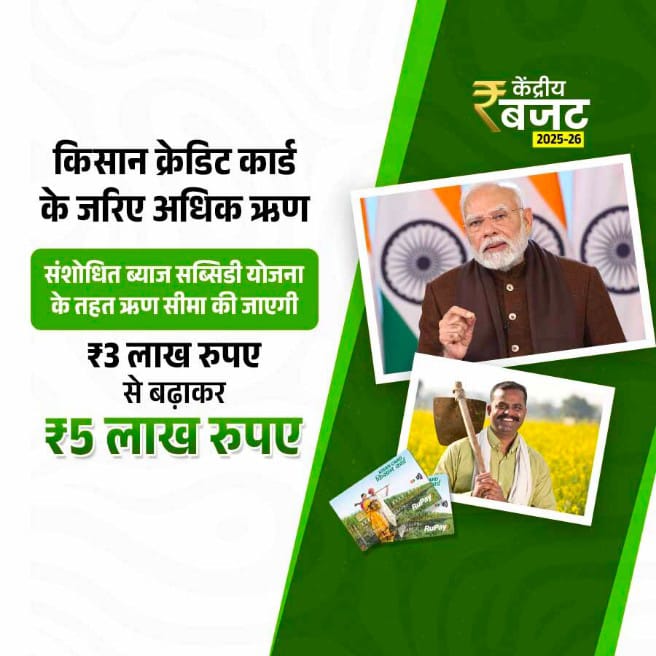 केंद्रीय
बजट
2025-26
किसान क्रेडिट कार्ड
के जरिए अधिक ऋण
संशोधित ब्याज सब्सिडी योजना
के तहत ऋण सीमा की जाएगी
₹3 लाख रुपए
से बढ़ाकर
₹5 लाख रुपए
RuPay
RuPay